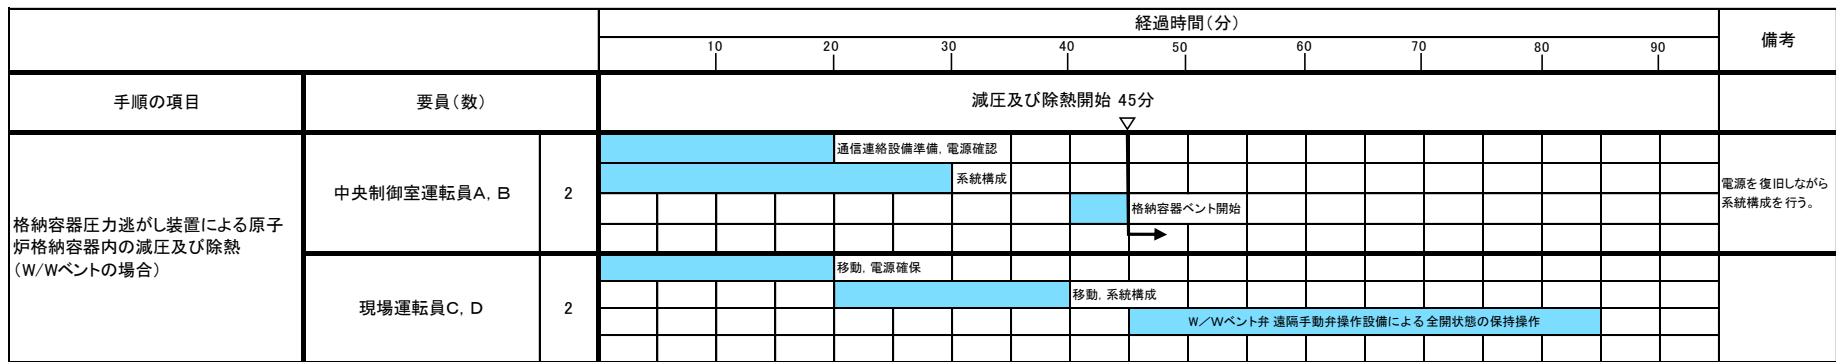 経過時間(分)
備考
10 20 30 40 50 60 70 80 90
手順の項目
要員(数)
減圧及び除熱開始 45分
▽
通信連絡設備準備, 電源確認
系統構成
中央制御室運転員A, B
2
格納容器ベント開始
電源を復旧しながら
系統構成を行う。
格納容器圧力逃がし装置による原子
炉格納容器内の減圧及び除熱
(W/Wベントの場合)
移動, 電源確保
移動, 系統構成
現場運転員C, D
2
W/Wベント弁 遠隔手動弁操作設備による全開状態の保持操作